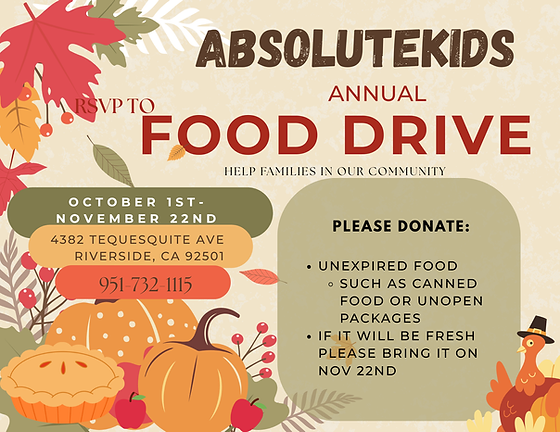 ABSOLUTEKIDS
ANNUAL
RSVP TO
FOOD DRIVE
HELP FAMILIES IN OUR COMMUNITY
OCTOBER 1ST-
NOVEMBER 22ND
4382 TEQUESQUITE AVE
RIVERSIDE, CA 92501
951-732-1115
PLEASE DONATE:
• UNEXPIRED FOOD
◦ SUCH AS CANNED
FOOD OR UNOPEN
PACKAGES
• IF IT WILL BE FRESH
PLEASE BRING IT ON
NOV 22ND